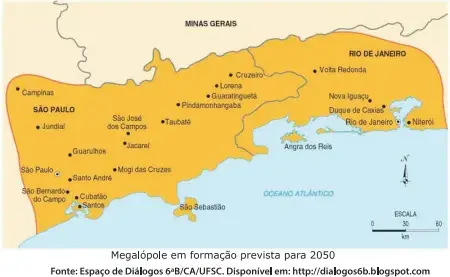 MINAS GERAIS
RIO DE JANEIRO
Cruzeiro
Volta Redonda
Campinas
Lorena
Guaratinguetá
Nova Iguaçu
SÃO PAULO
Pindamonhangaba
Duque de Caxias
São José
dos Campos
Taubaté
Rio de Janeiro
Niterói
Jundiaí
Jacareí
Angra dos Reis
Guarulhos
São Paulo
Mogi das Cruzes
N
Santo André
São Bernardo
do Campo
Cubatão
OCEANO ATLÂNTICO
Santos
São Sebastião
ESCALA
0 30 60
km
Megalópole em formação prevista para 2050
Fonte: Espaço de Diálogos 6ªB/CA/UFSC. Disponível em: http://dialogos6b.blogspot.com